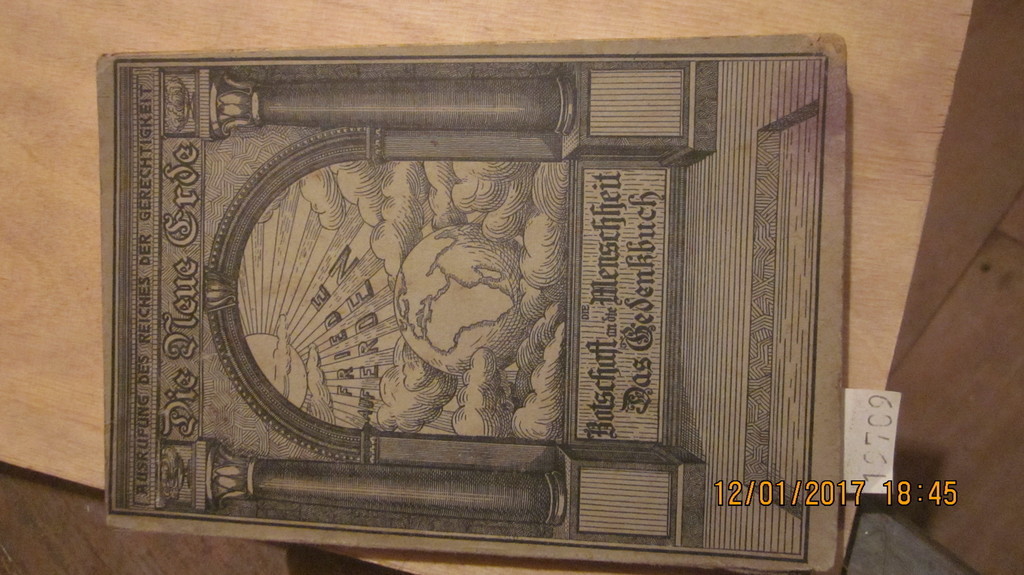 AUSRUFUNG DES REICHES DER GERECHTIGKEIT
Die Neue Erde
FRIEDEN
AUF
ERDEN
Botschaft an die Menschheit
DIE
Das Gedenkbuch
12709
12/01/2017 18:45